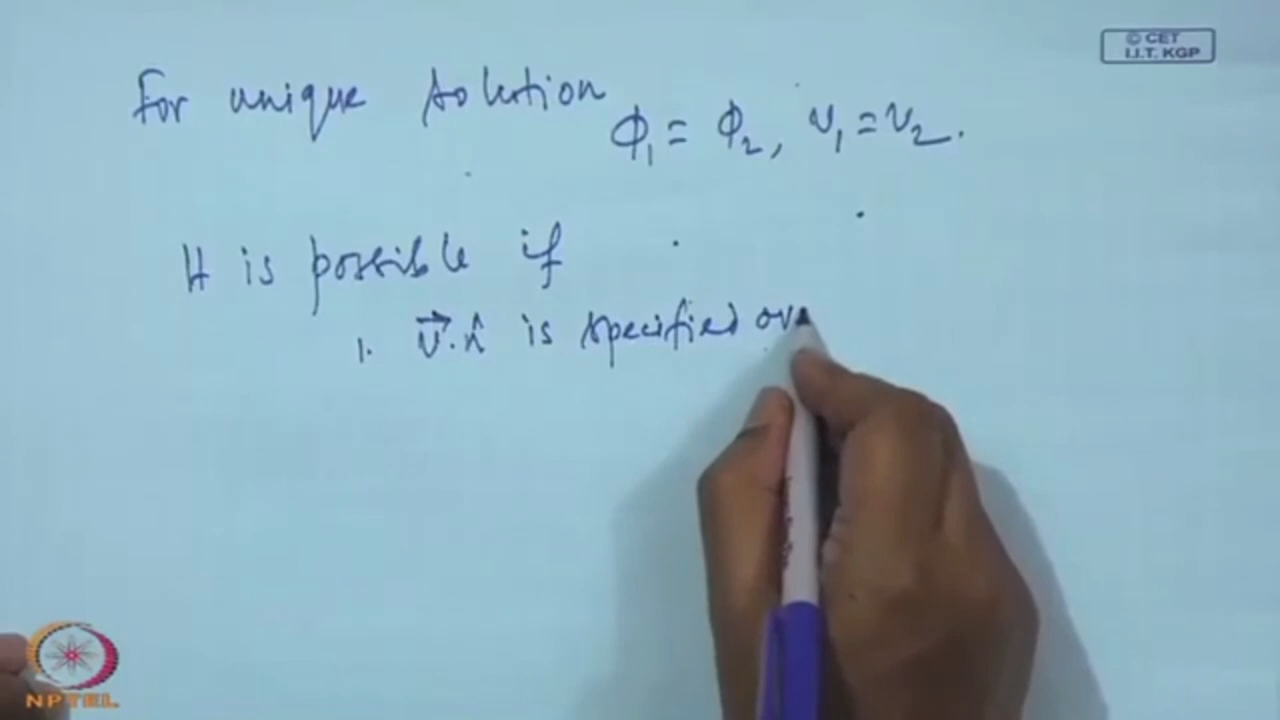 © CET
I.I.T. KGP
For unique solution
Φ₁ = Φ₂, v₁ = v₂.
It is possible if
1. v⃗.n̂ is specified ov
NPTEL